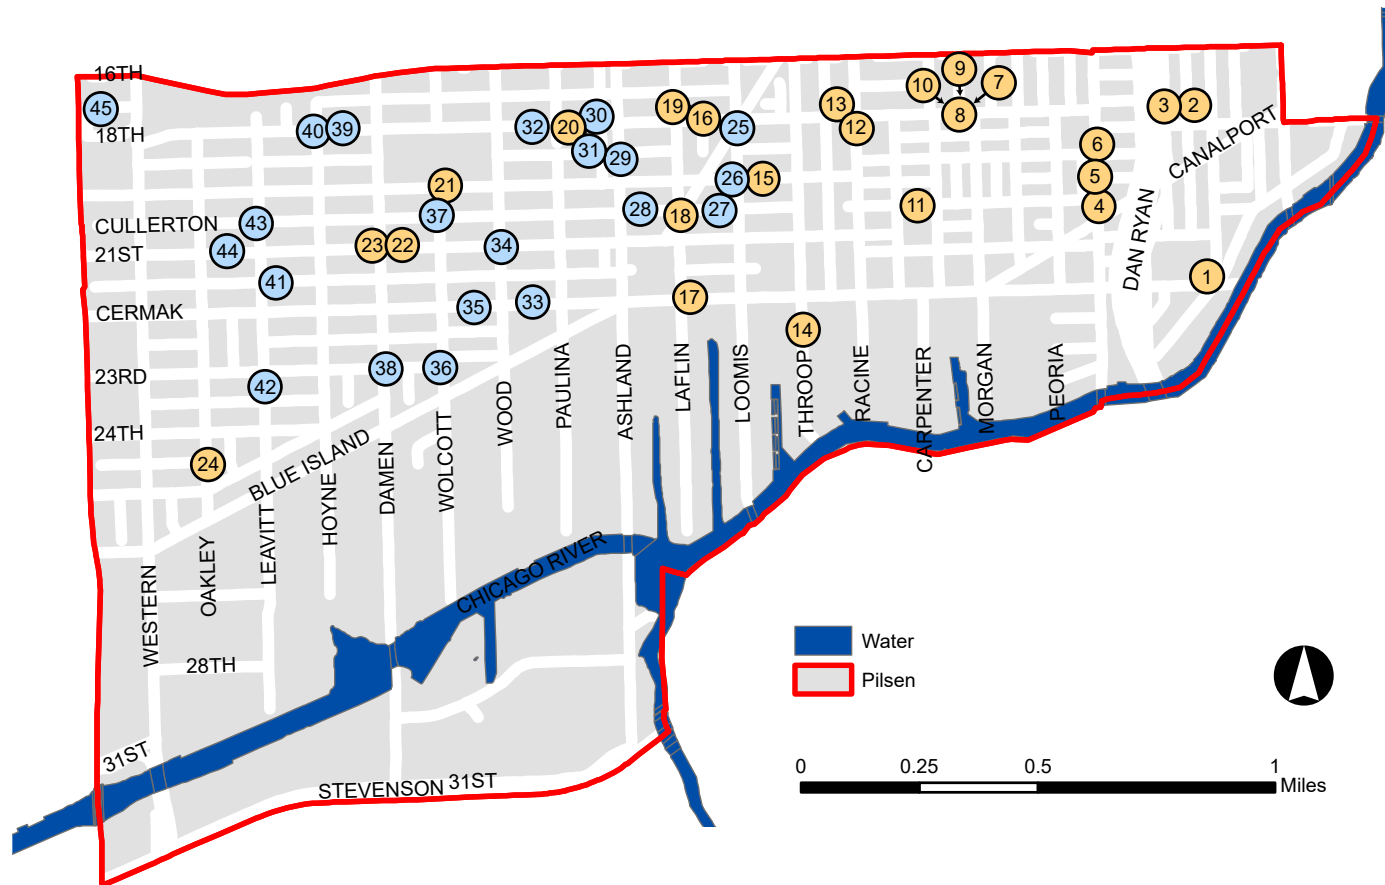 16TH
9
10
7
45
19
13
3
2
30
16
8
18TH
40
39
32
20
25
12
31
6
CANALPORT
29
26
15
5
21
28
27
11
4
CULLERTON
43
37
18
DAN RYAN
21ST
44
23
22
34
41
1
CERMAK
35
33
17
14
23RD
42
38
36
PAULINA
ASHLAND
LAFLIN
LOOMIS
THROOP
RACINE
CARPENTER
MORGAN
PEORIA
24TH
24
BLUE ISLAND
WOOD
WOLCOTT
DAMEN
HOYNE
LEAVITT
OAKLEY
WESTERN
CHICAGO RIVER
28TH
Water
Pilsen
31ST
STEVENSON
31ST
0
0.25
0.5
1
Miles